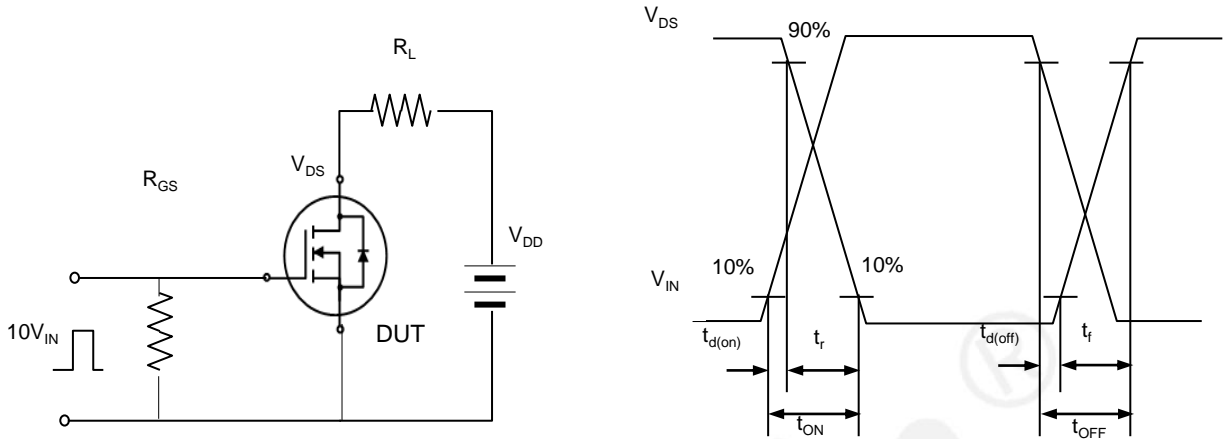 R_L
V_DS
R_GS
V_DD
10V_IN
DUT
V_DS
90%
10%
10%
V_IN
t_d(on)
t_r
t_d(off)
t_f
t_ON
t_OFF
®